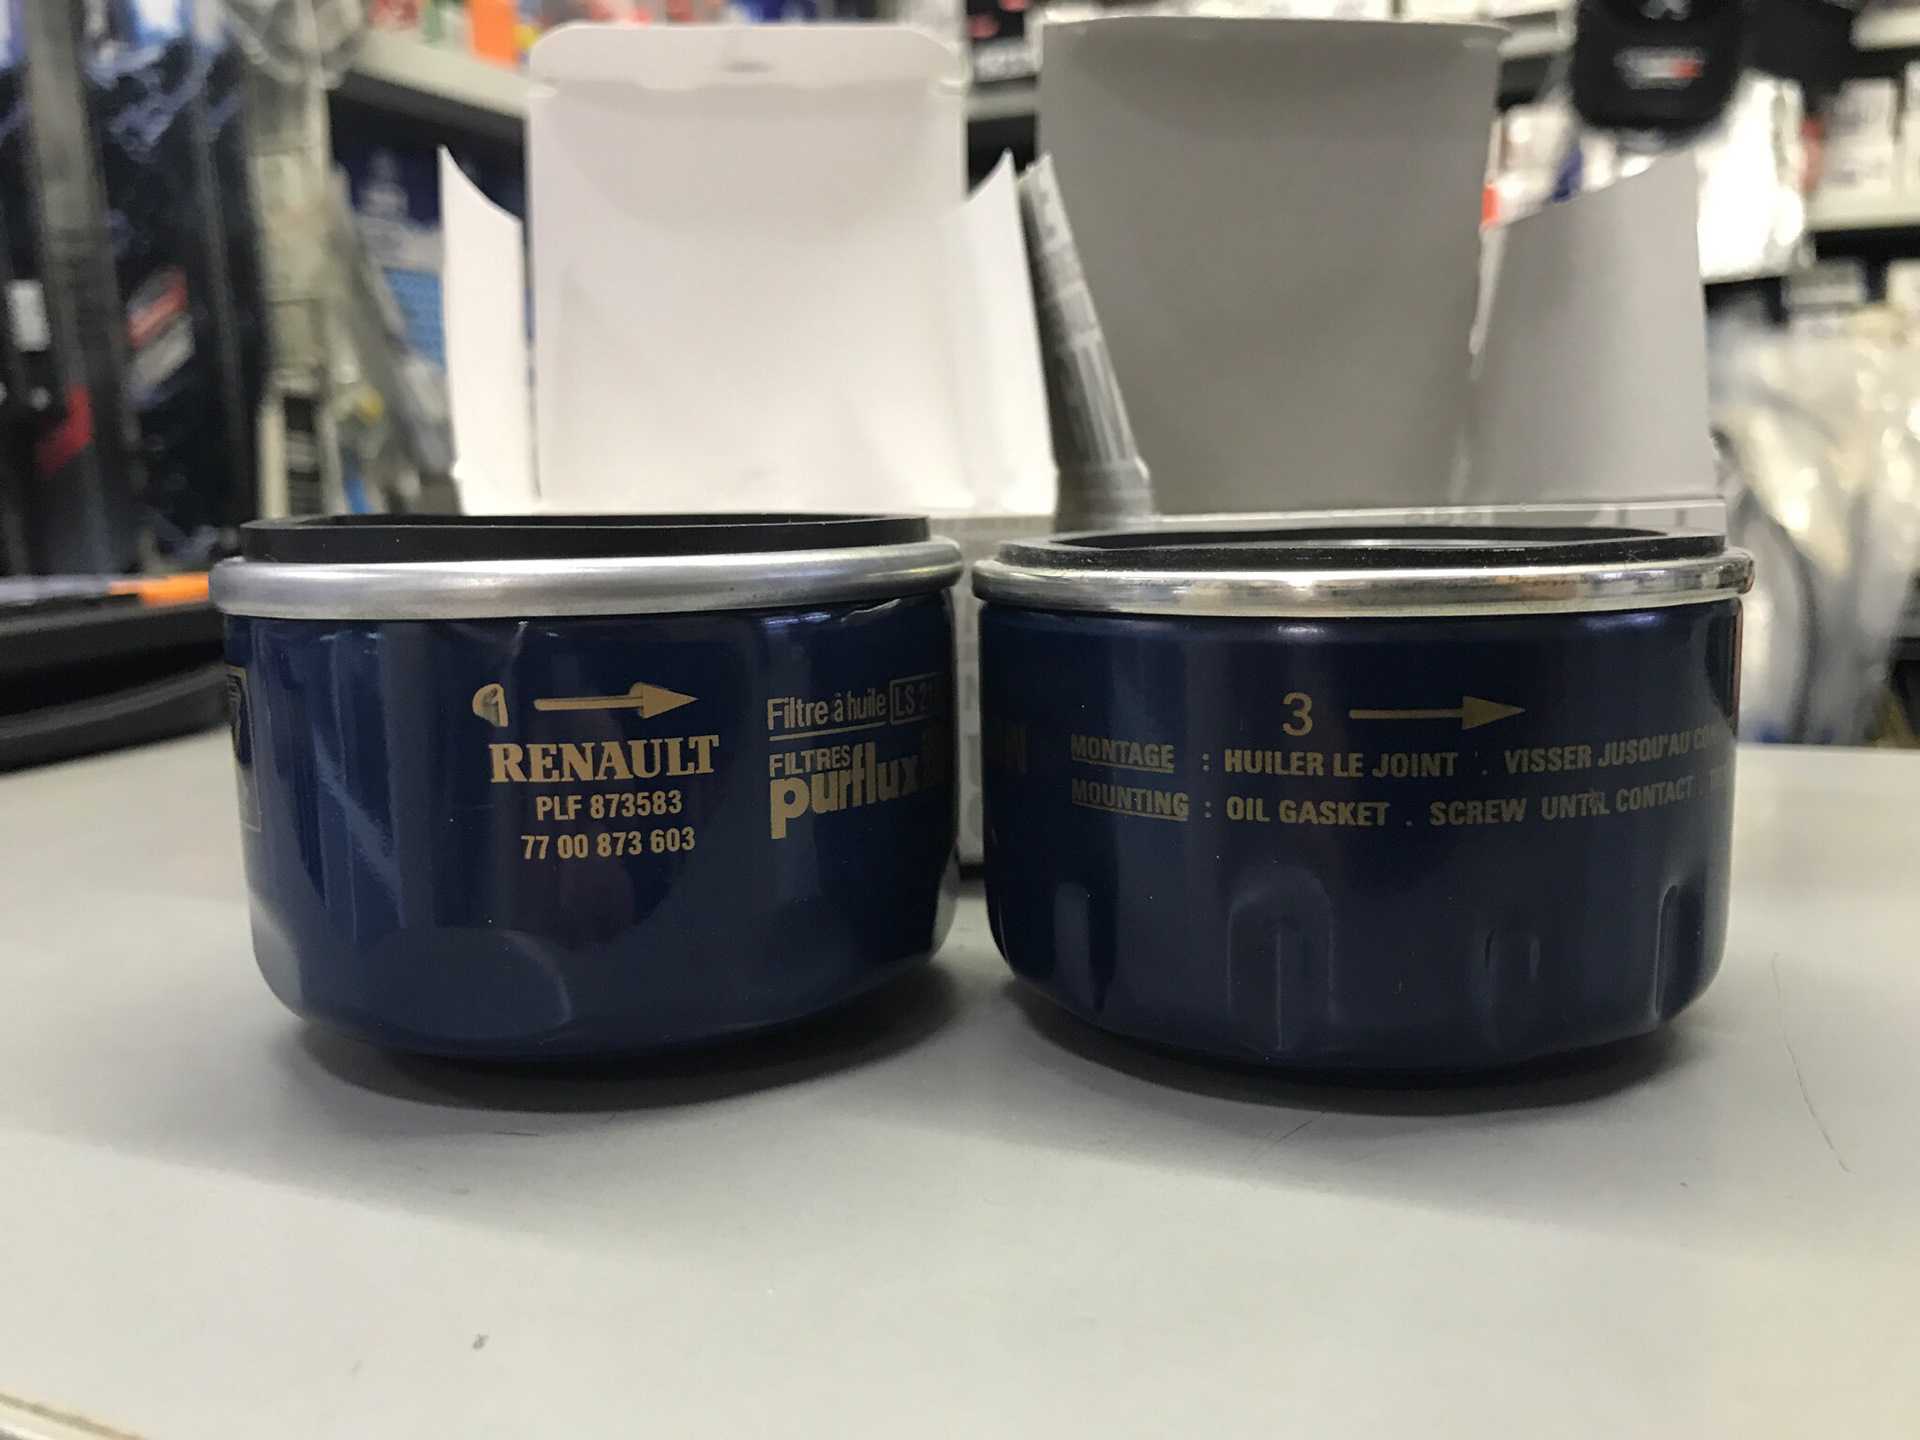 1
RENAULT
PLF 873583
77 00 873 603
Filtre à huile
FILTRES
purflux
3
MONTAGE : HUILER LE JOINT . VISSER JUSQU'AU
MOUNTING : OIL GASKET . SCREW UNTIL CONTACT .